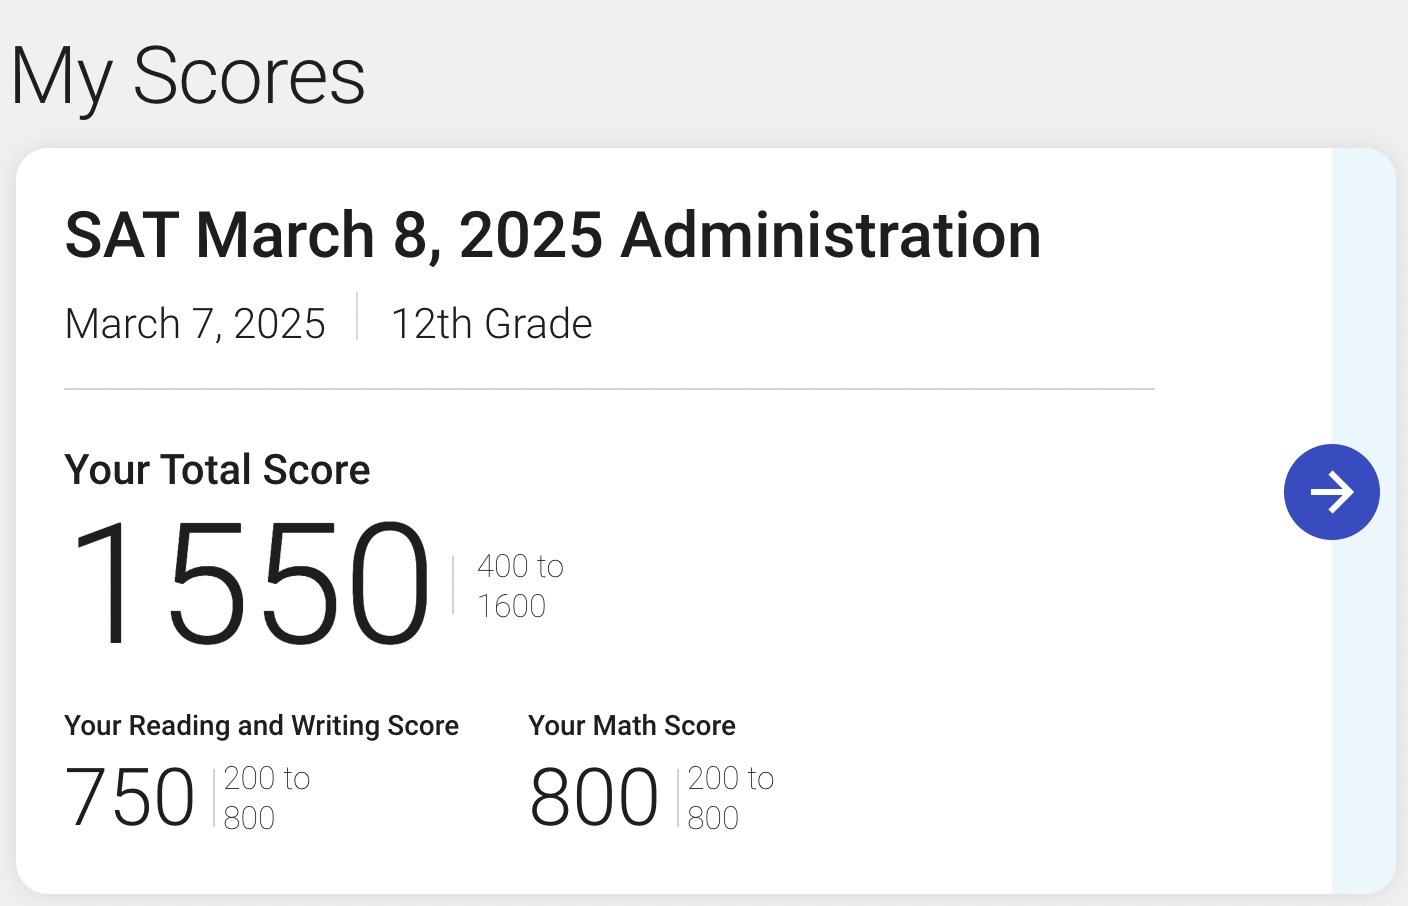 My Scores
SAT March 8, 2025 Administration
March 7, 2025
12th Grade
Your Total Score
1550
400 to
1600
Your Reading and Writing Score
750
200 to
800
Your Math Score
800
200 to
800